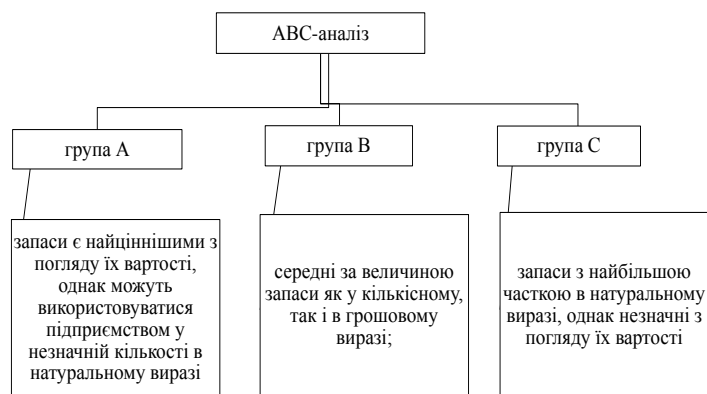 АВС-аналіз
група А
група В
група С
запаси є найціннішими з
погляду їх вартості,
однак можуть
використовуватися
підприємством у
незначній кількості в
натуральному виразі
середні за величиною
запаси як у кількісному,
так і в грошовому
виразі;
запаси з найбільшою
часткою в натуральному
виразі, однак незначні з
погляду їх вартості